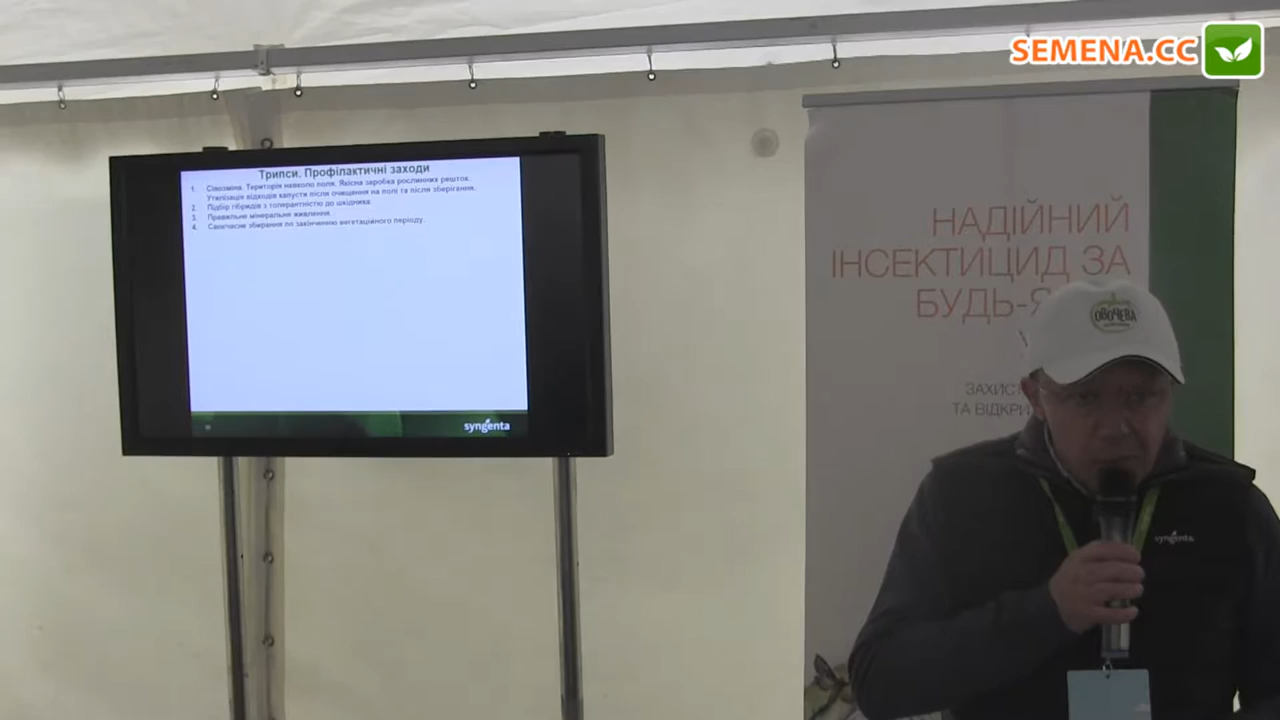 SEMENA.CC
Трипси. Профілактичні заходи
1. Сівозміна. Територія навколо поля. Якісна заробка рослинних решток.
Утилізація відходів капусти після очищення на полі та після зберігання.
2. Підбір гібридів з толерантністю до шкідника.
3. Правильне мінеральне живлення.
4. Своєчасне збирання по закінченню вегетаційного періоду.
syngenta
НАДІЙНИЙ
ІНСЕКТИЦИД ЗА
БУДЬ-
ЗАХИСТ
ТА ВІДКРИ
ОВОЧЕВА
syngenta